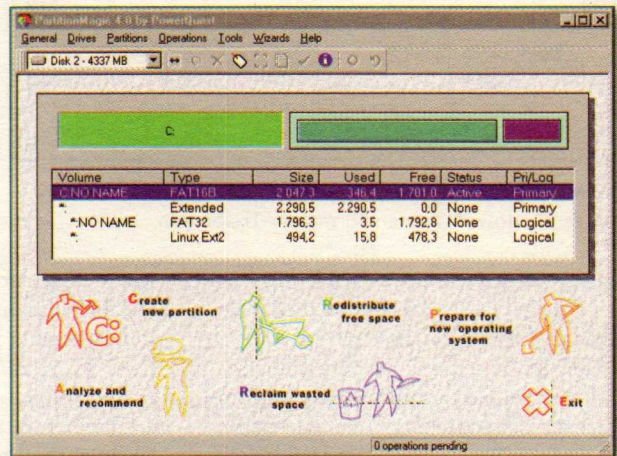 PartitionMagic 4.0 by PowerQuest
General Drives Partitions Operations Tools Wizards Help
Disk 2 - 4337 MB
C:
Volume Type Size Used Free Status Pri/Log
C:NO NAME FAT16B 2.047,3 346,4 1.701,0 Active Primary
*: Extended 2.290,5 2.290,5 0,0 None Primary
*:NO NAME FAT32 1.796,3 3,5 1.792,8 None Logical
*: Linux Ext2 494,2 15,8 478,3 None Logical
C:
Create
new partition
Redistribute
free space
Prepare for
new operating
system
Analyze and
recommend
Reclaim wasted
space
Exit
0 operations pending